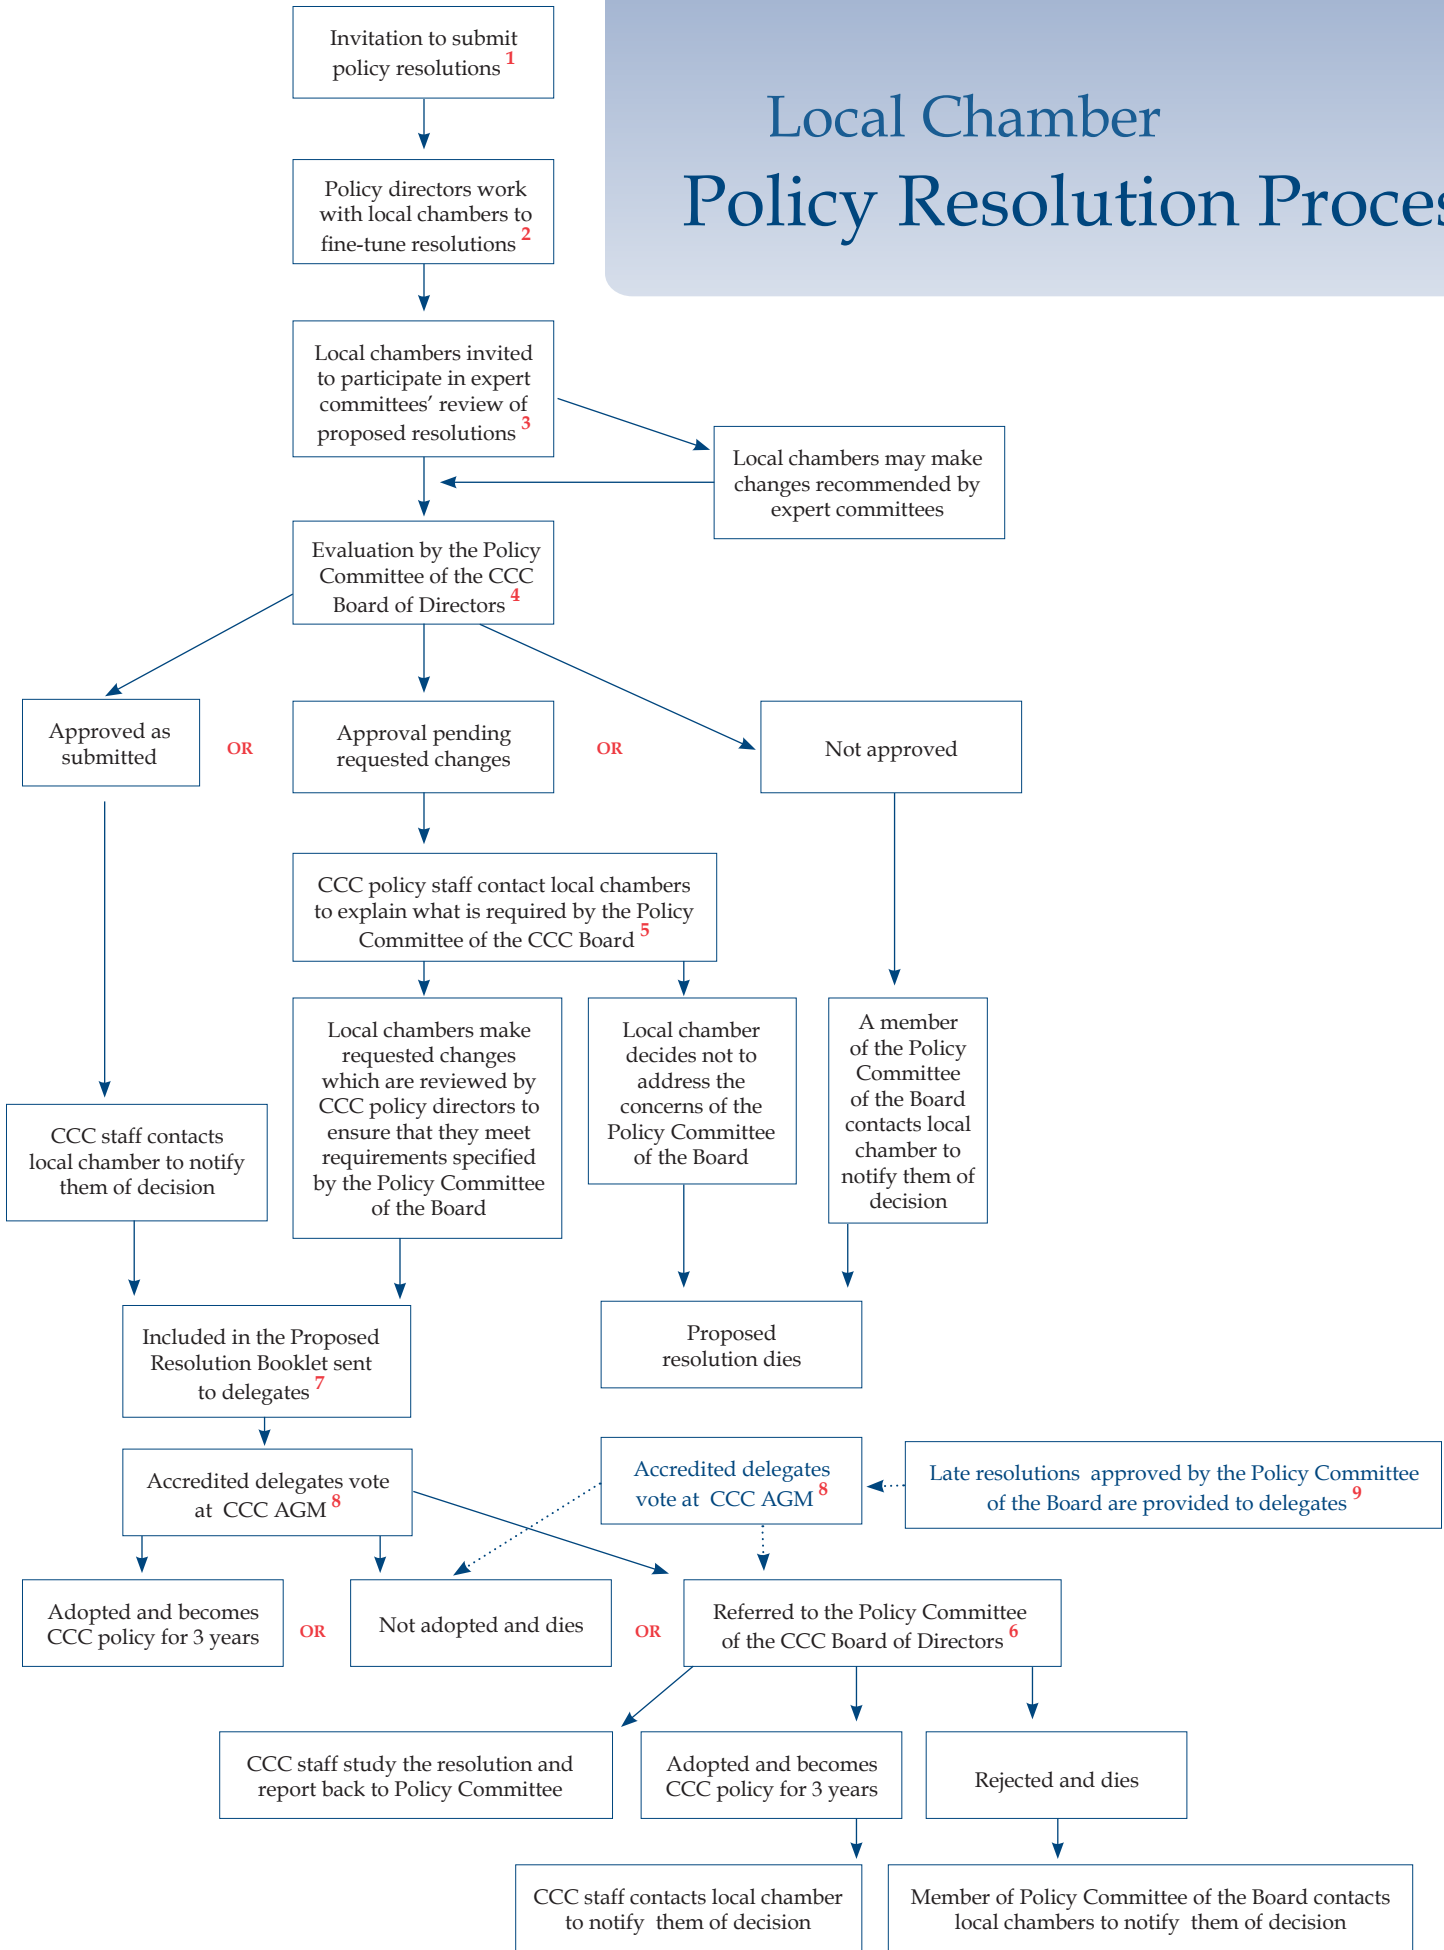 Invitation to submit
policy resolutions 1
Local Chamber
Policy Resolution Proces
Policy directors work
with local chambers to
fine-tune resolutions 2
Local chambers invited
to participate in expert
committees’ review of
proposed resolutions 3
Local chambers may make
changes recommended by
expert committees
Evaluation by the Policy
Committee of the CCC
Board of Directors 4
Approved as
submitted
OR
Approval pending
requested changes
OR
Not approved
CCC policy staff contact local chambers
to explain what is required by the Policy
Committee of the CCC Board 5
Local chambers make
requested changes
which are reviewed by
CCC policy directors to
ensure that they meet
requirements specified
by the Policy Committee
of the Board
Local chamber
decides not to
address the
concerns of the
Policy Committee
of the Board
A member
of the Policy
Committee
of the Board
contacts local
chamber to
notify them of
decision
CCC staff contacts
local chamber to notify
them of decision
Included in the Proposed
Resolution Booklet sent
to delegates 7
Proposed
resolution dies
Accredited delegates vote
at CCC AGM 8
Accredited delegates
vote at CCC AGM 8
Late resolutions approved by the Policy Committee
of the Board are provided to delegates 9
Adopted and becomes
CCC policy for 3 years
OR
Not adopted and dies
OR
Referred to the Policy Committee
of the CCC Board of Directors 6
CCC staff study the resolution and
report back to Policy Committee
Adopted and becomes
CCC policy for 3 years
Rejected and dies
CCC staff contacts local chamber
to notify them of decision
Member of Policy Committee of the Board contacts
local chambers to notify them of decision